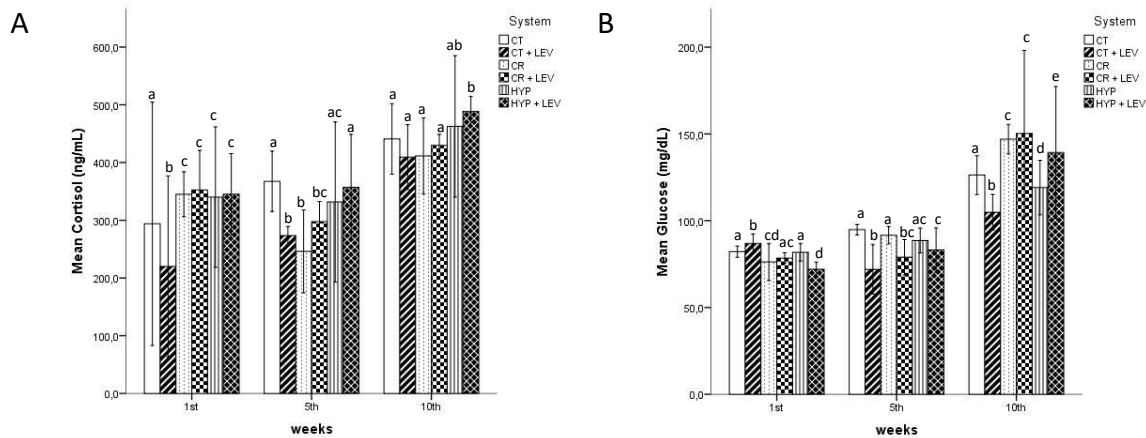 A
System
CT
CT + LEV
CR
CR + LEV
HYP
HYP + LEV
Mean Cortisol (ng/mL)
600,0
500,0
400,0
300,0
200,0
100,0
0,0
a b c c c c
a b b bc ac a
a a a a ab b
1st 5th 10th
weeks
B
System
CT
CT + LEV
CR
CR + LEV
HYP
HYP + LEV
Mean Glucose (mg/dL)
200,0
150,0
100,0
50,0
0,0
a b cd ac a d
a b a bc ac c
a b c c d e
1st 5th 10th
weeks